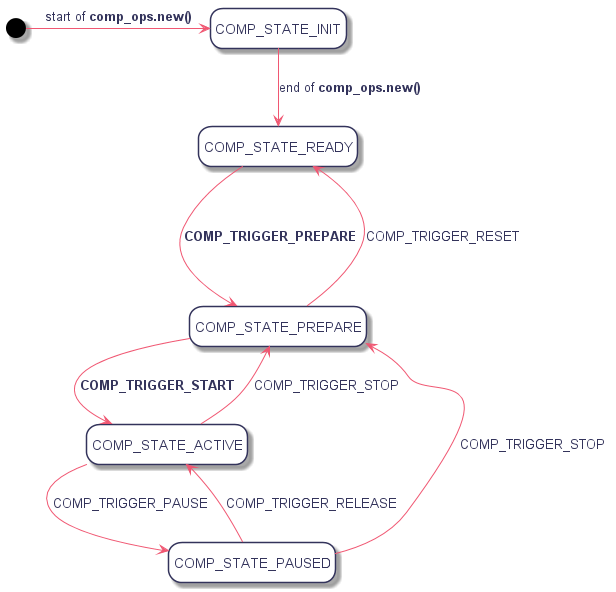 start of comp_ops.new()
COMP_STATE_INIT
end of comp_ops.new()
COMP_STATE_READY
COMP_TRIGGER_PREPARE
COMP_TRIGGER_RESET
COMP_STATE_PREPARE
COMP_TRIGGER_START
COMP_TRIGGER_STOP
COMP_STATE_ACTIVE
COMP_TRIGGER_STOP
COMP_TRIGGER_PAUSE
COMP_TRIGGER_RELEASE
COMP_STATE_PAUSED